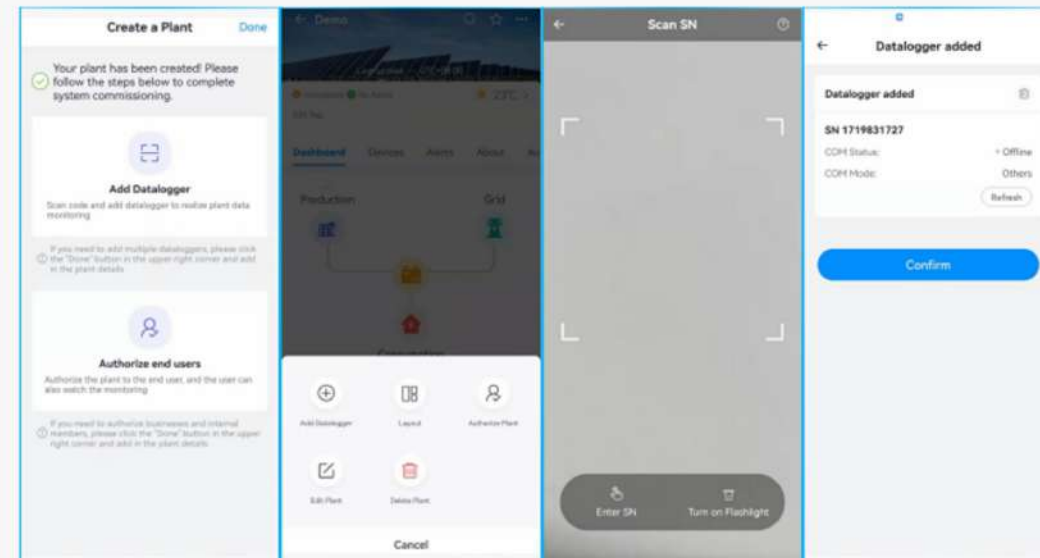 Create a Plant
Done
Your plant has been created! Please
follow the steps below to complete
system commissioning.
Add Datalogger
Scan code and add datalogger to realize plant data
monitoring
If you need to add multiple dataloggers, please click
the "Done" button in the upper right corner and add
in the plant details
Authorize end users
Authorize the plant to the end user, and the user can
also watch the monitoring
If you need to authorize businesses and internal
members, please click the "Done" button in the upper
right corner and add in the plant details
Demo
23°C
Dashboard Devices Alerts About
Production
Grid
Consumption
Add Datalogger
Layout
Authorize Plant
Edit Plant
Delete Plant
Cancel
Scan SN
Enter SN
Turn on Flashlight
Datalogger added
Datalogger added
SN 1719831727
COM Status:
Offline
COM Mode:
Others
Refresh
Confirm